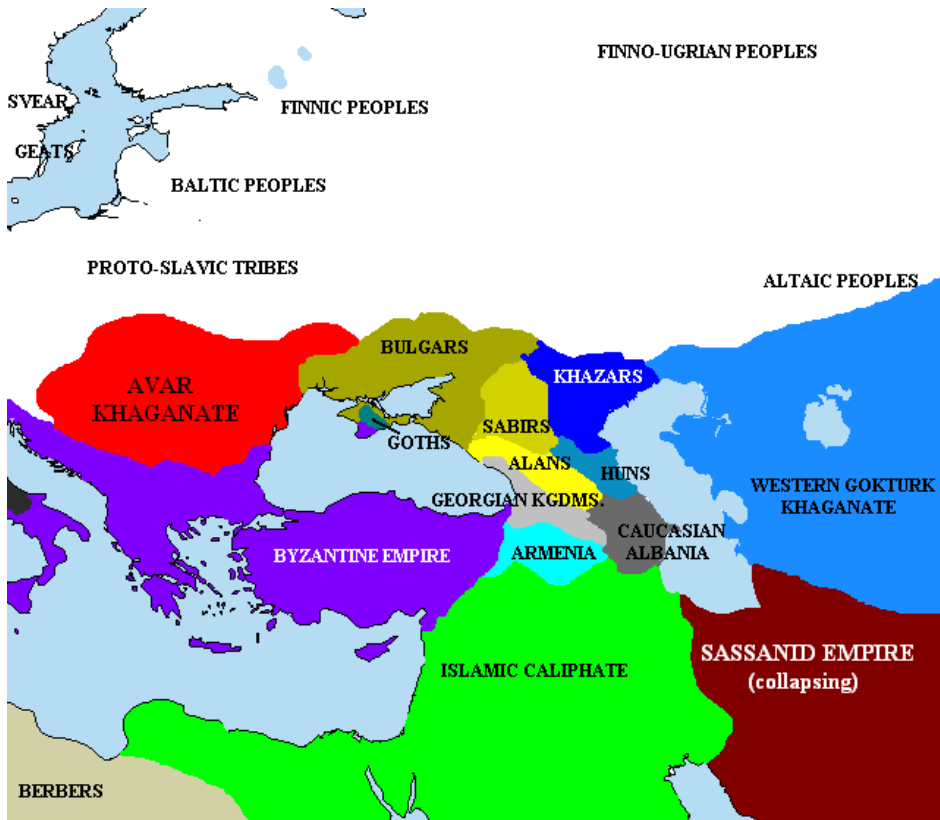 FINNO-UGRIAN PEOPLES
SVEAR
FINNIC PEOPLES
GEATS
BALTIC PEOPLES
PROTO-SLAVIC TRIBES
ALTAIC PEOPLES
BULGARS
KHAZARS
AVAR
KHAGANATE
SABIRS
GOTHS
ALANS
HUNS
WESTERN GOKTURK
KHAGANATE
GEORGIAN KGDMS.
CAUCASIAN
ALBANIA
BYZANTINE EMPIRE
ARMENIA
SASSANID EMPIRE
(collapsing)
ISLAMIC CALIPHATE
BERBERS